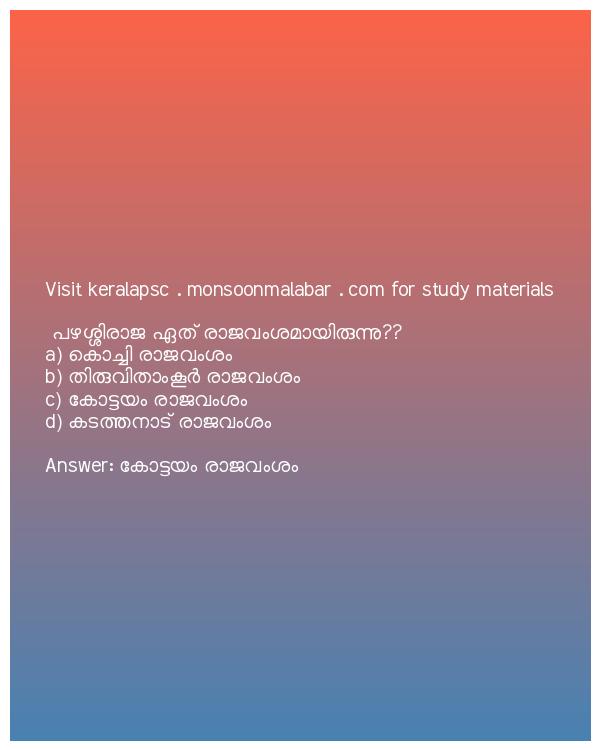 Visit keralapsc . monsoonmalabar . com for study materials
പഴശ്ശിരാജ ഏത് രാജവംശമായിരുന്നു??
a) കൊച്ചി രാജവംശം
b) തിരുവിതാംകൂർ രാജവംശം
c) കോട്ടയം രാജവംശം
d) കടത്തനാട് രാജവംശം
Answer: കോട്ടയം രാജവംശം